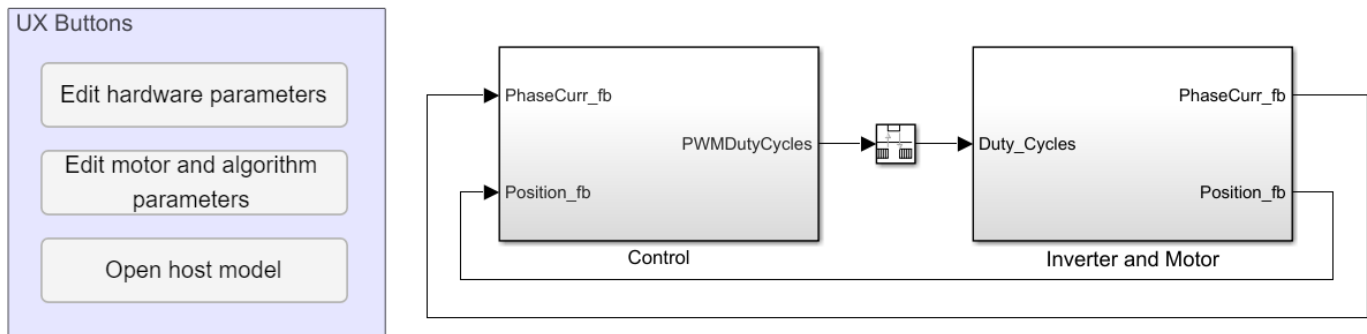 UX Buttons
Edit hardware parameters
Edit motor and algorithm
parameters
Open host model
PhaseCurr_fb
Position_fb
PWMDutyCycles
Control
Duty_Cycles
PhaseCurr_fb
Position_fb
Inverter and Motor